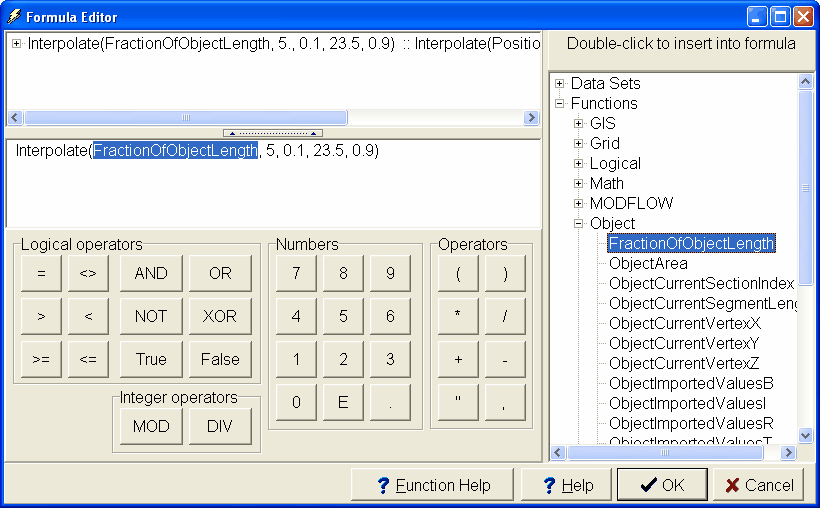 Formula Editor
Interpolate(FractionOfObjectLength, 5., 0.1, 23.5, 0.9) :: Interpolate(Positio
Interpolate(FractionOfObjectLength, 5, 0.1, 23.5, 0.9)
Logical operators
= <> AND OR
> < NOT XOR
>= <= True False
Integer operators
MOD DIV
Numbers
7 8 9
4 5 6
1 2 3
0 E .
Operators
( )
* /
+ -
" ,
Double-click to insert into formula
Data Sets
Functions
GIS
Grid
Logical
Math
MODFLOW
Object
FractionOfObjectLength
ObjectArea
ObjectCurrentSectionIndex
ObjectCurrentSegmentLeng
ObjectCurrentVertexX
ObjectCurrentVertexY
ObjectCurrentVertexZ
ObjectImportedValuesB
ObjectImportedValuesI
ObjectImportedValuesR
ObjectImportedValuesT
? Function Help
? Help
OK
Cancel